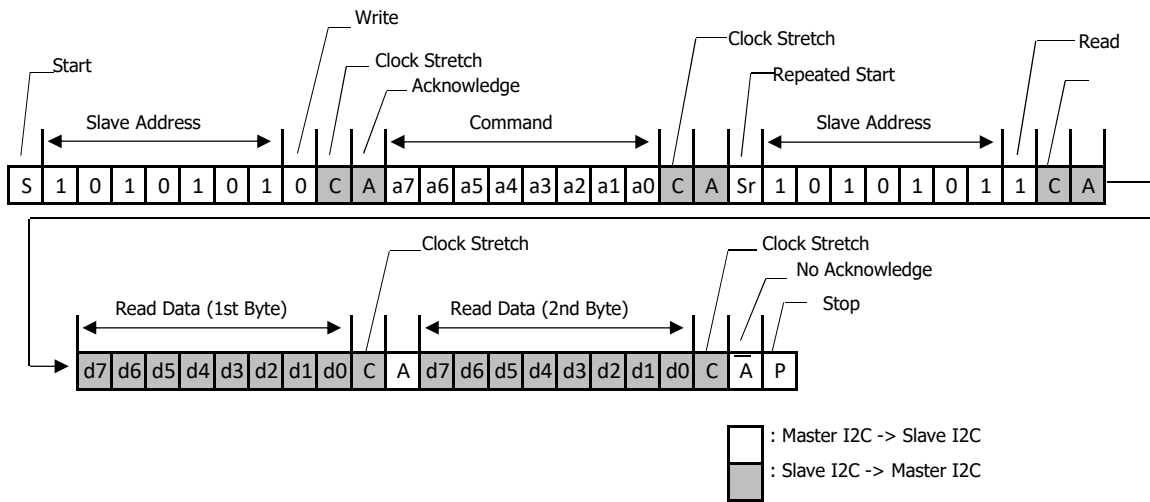 Write
Clock Stretch
Read
Start
Clock Stretch
Repeated Start
Acknowledge
Slave Address
Command
Slave Address
S 1 0 1 0 1 0 1 0 C A a7 a6 a5 a4 a3 a2 a1 a0 C A Sr 1 0 1 0 1 0 1 1 C A
Clock Stretch
Clock Stretch
No Acknowledge
Read Data (1st Byte)
Read Data (2nd Byte)
Stop
d7 d6 d5 d4 d3 d2 d1 d0 C A d7 d6 d5 d4 d3 d2 d1 d0 C A̅ P
: Master I2C -> Slave I2C
: Slave I2C -> Master I2C